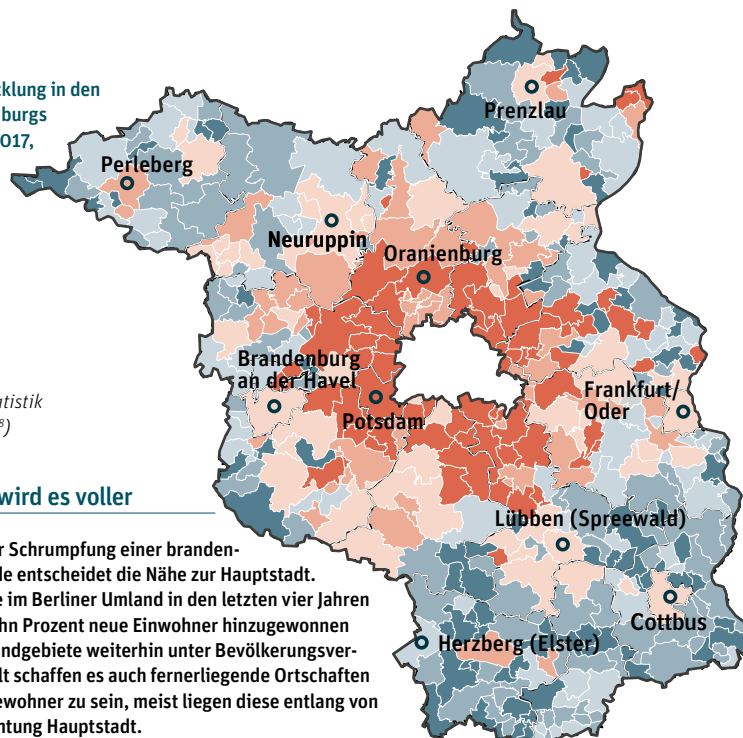 cklung in den
burgs
2017,
Prenzlau
Perleberg
Neuruppin
Oranienburg
Brandenburg
an der Havel
Potsdam
Frankfurt/
Oder
Lübben (Spreewald)
Cottbus
Herzberg (Elster)
tistik
8)
wird es voller
r Schrumpfung einer branden-
de entscheidet die Nähe zur Hauptstadt.
e im Berliner Umland in den letzten vier Jahren
hn Prozent neue Einwohner hinzugewonnen
ndgebiete weiterhin unter Bevölkerungsver-
lt schaffen es auch fernerliegende Ortschaften
ewohner zu sein, meist liegen diese entlang von
htung Hauptstadt.